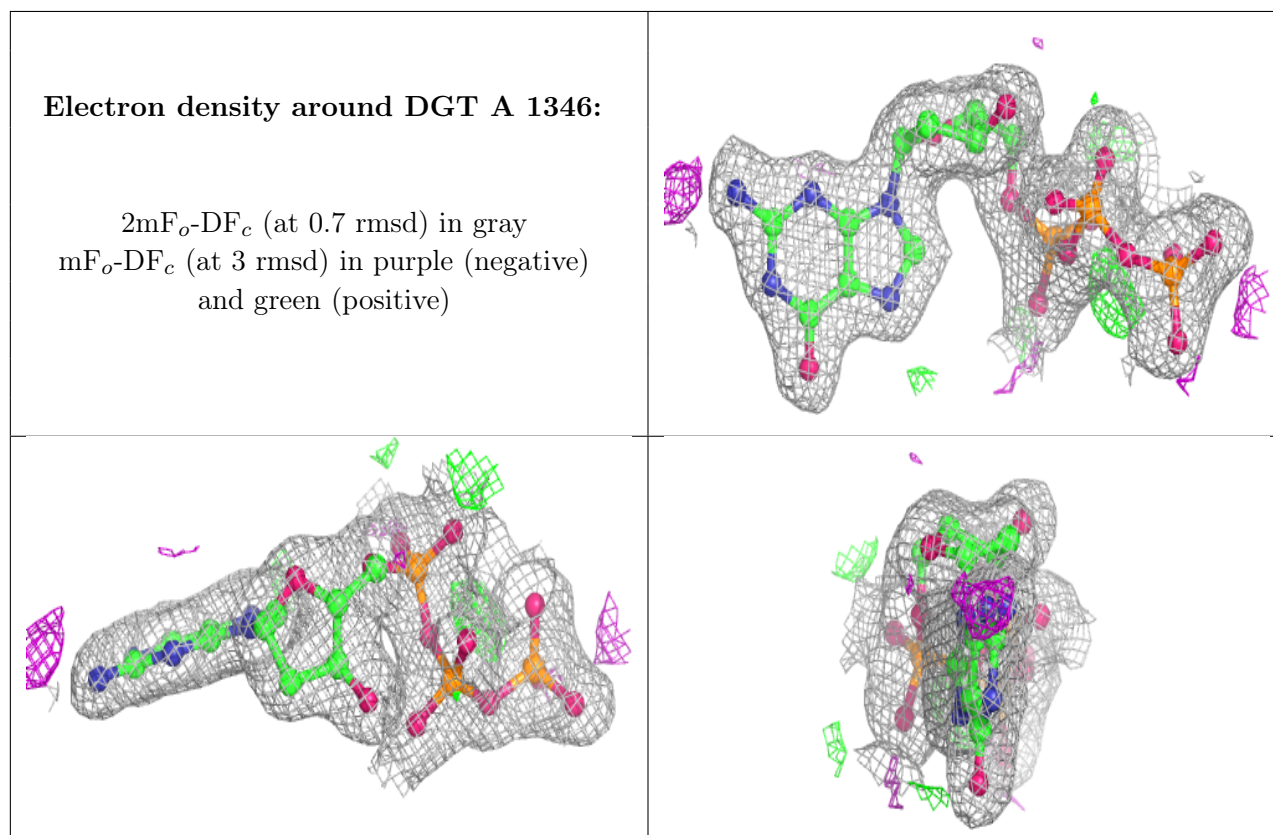 Electron density around DGT A 1346:
2mFo-DFc (at 0.7 rmsd) in gray
mFo-DFc (at 3 rmsd) in purple (negative)
and green (positive)